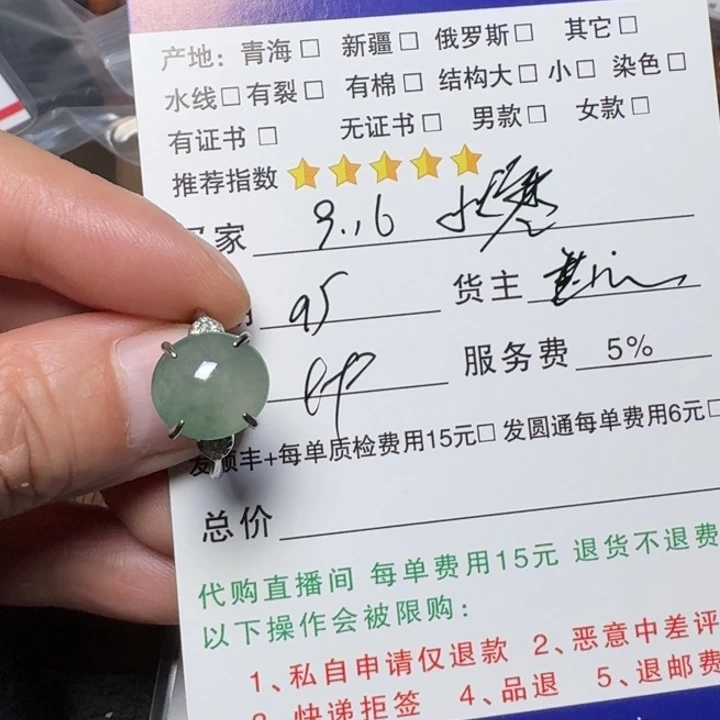 产地: 青海□ 新疆□ 俄罗斯□ 其它□
水线□有裂□ 有棉□ 结构大□ 小□ 染色□
有证书 □ 无证书□ 男款□ 女款□
推荐指数
家 9.16
95 货主
服务费 5%
发顺丰+每单质检费用15元□ 发圆通每单费用6元□
总价
代购直播间 每单费用15元 退货不退费
以下操作会被限购:
1、私自申请仅退款 2、恶意中差评
快递拒签 4、品退 5、退邮费